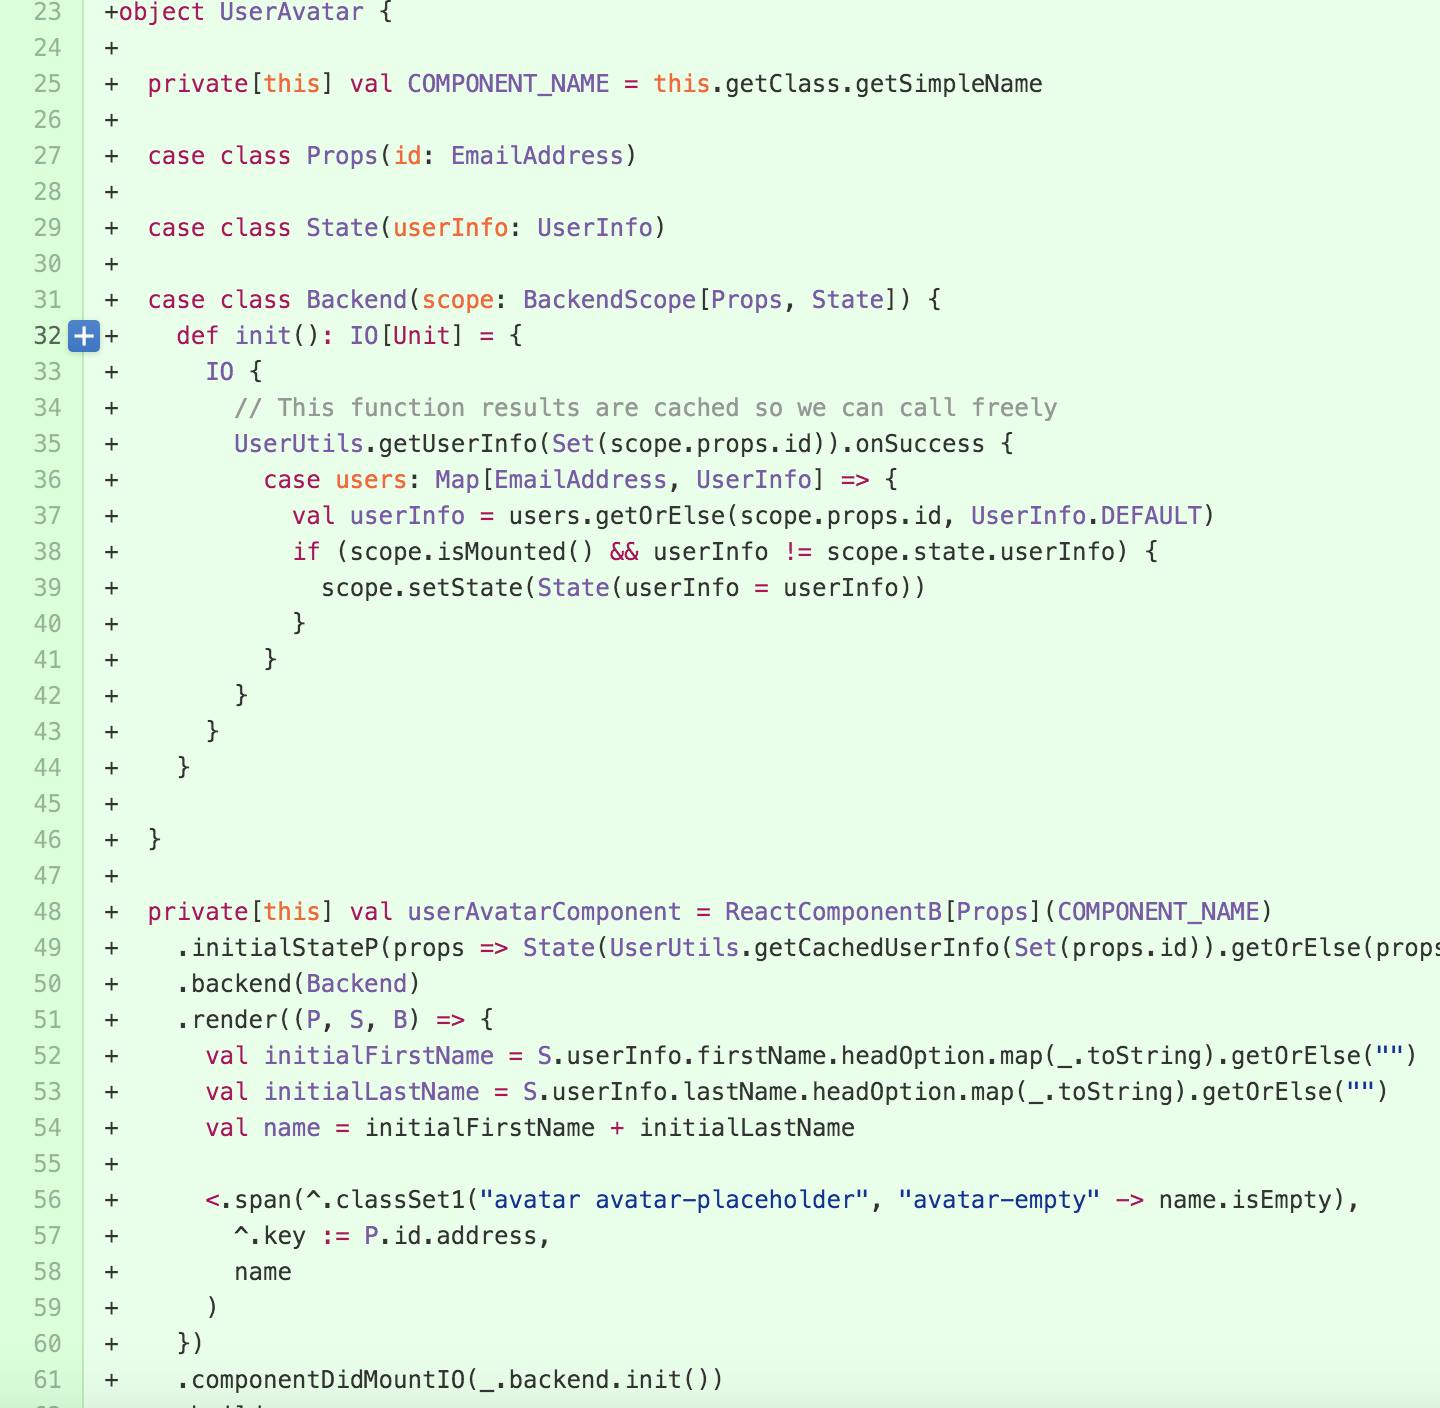 23 +object UserAvatar {
24 +
25 +  private[this] val COMPONENT_NAME = this.getClass.getSimpleName
26 +
27 +  case class Props(id: EmailAddress)
28 +
29 +  case class State(userInfo: UserInfo)
30 +
31 +  case class Backend(scope: BackendScope[Props, State]) {
32 + +    def init(): IO[Unit] = {
33 +      IO {
34 +        // This function results are cached so we can call freely
35 +        UserUtils.getUserInfo(Set(scope.props.id)).onSuccess {
36 +          case users: Map[EmailAddress, UserInfo] => {
37 +            val userInfo = users.getOrElse(scope.props.id, UserInfo.DEFAULT)
38 +            if (scope.isMounted() && userInfo != scope.state.userInfo) {
39 +              scope.setState(State(userInfo = userInfo))
40 +            }
41 +          }
42 +        }
43 +      }
44 +    }
45 +
46 +  }
47 +
48 +  private[this] val userAvatarComponent = ReactComponentB[Props](COMPONENT_NAME)
49 +    .initialStateP(props => State(UserUtils.getCachedUserInfo(Set(props.id)).getOrElse(props
50 +    .backend(Backend)
51 +    .render((P, S, B) => {
52 +      val initialFirstName = S.userInfo.firstName.headOption.map(_.toString).getOrElse("")
53 +      val initialLastName = S.userInfo.lastName.headOption.map(_.toString).getOrElse("")
54 +      val name = initialFirstName + initialLastName
55 +
56 +      <.span(^.classSet1("avatar avatar-placeholder", "avatar-empty" -> name.isEmpty),
57 +        ^.key := P.id.address,
58 +        name
59 +      )
60 +    })
61 +    .componentDidMountIO(_.backend.init())